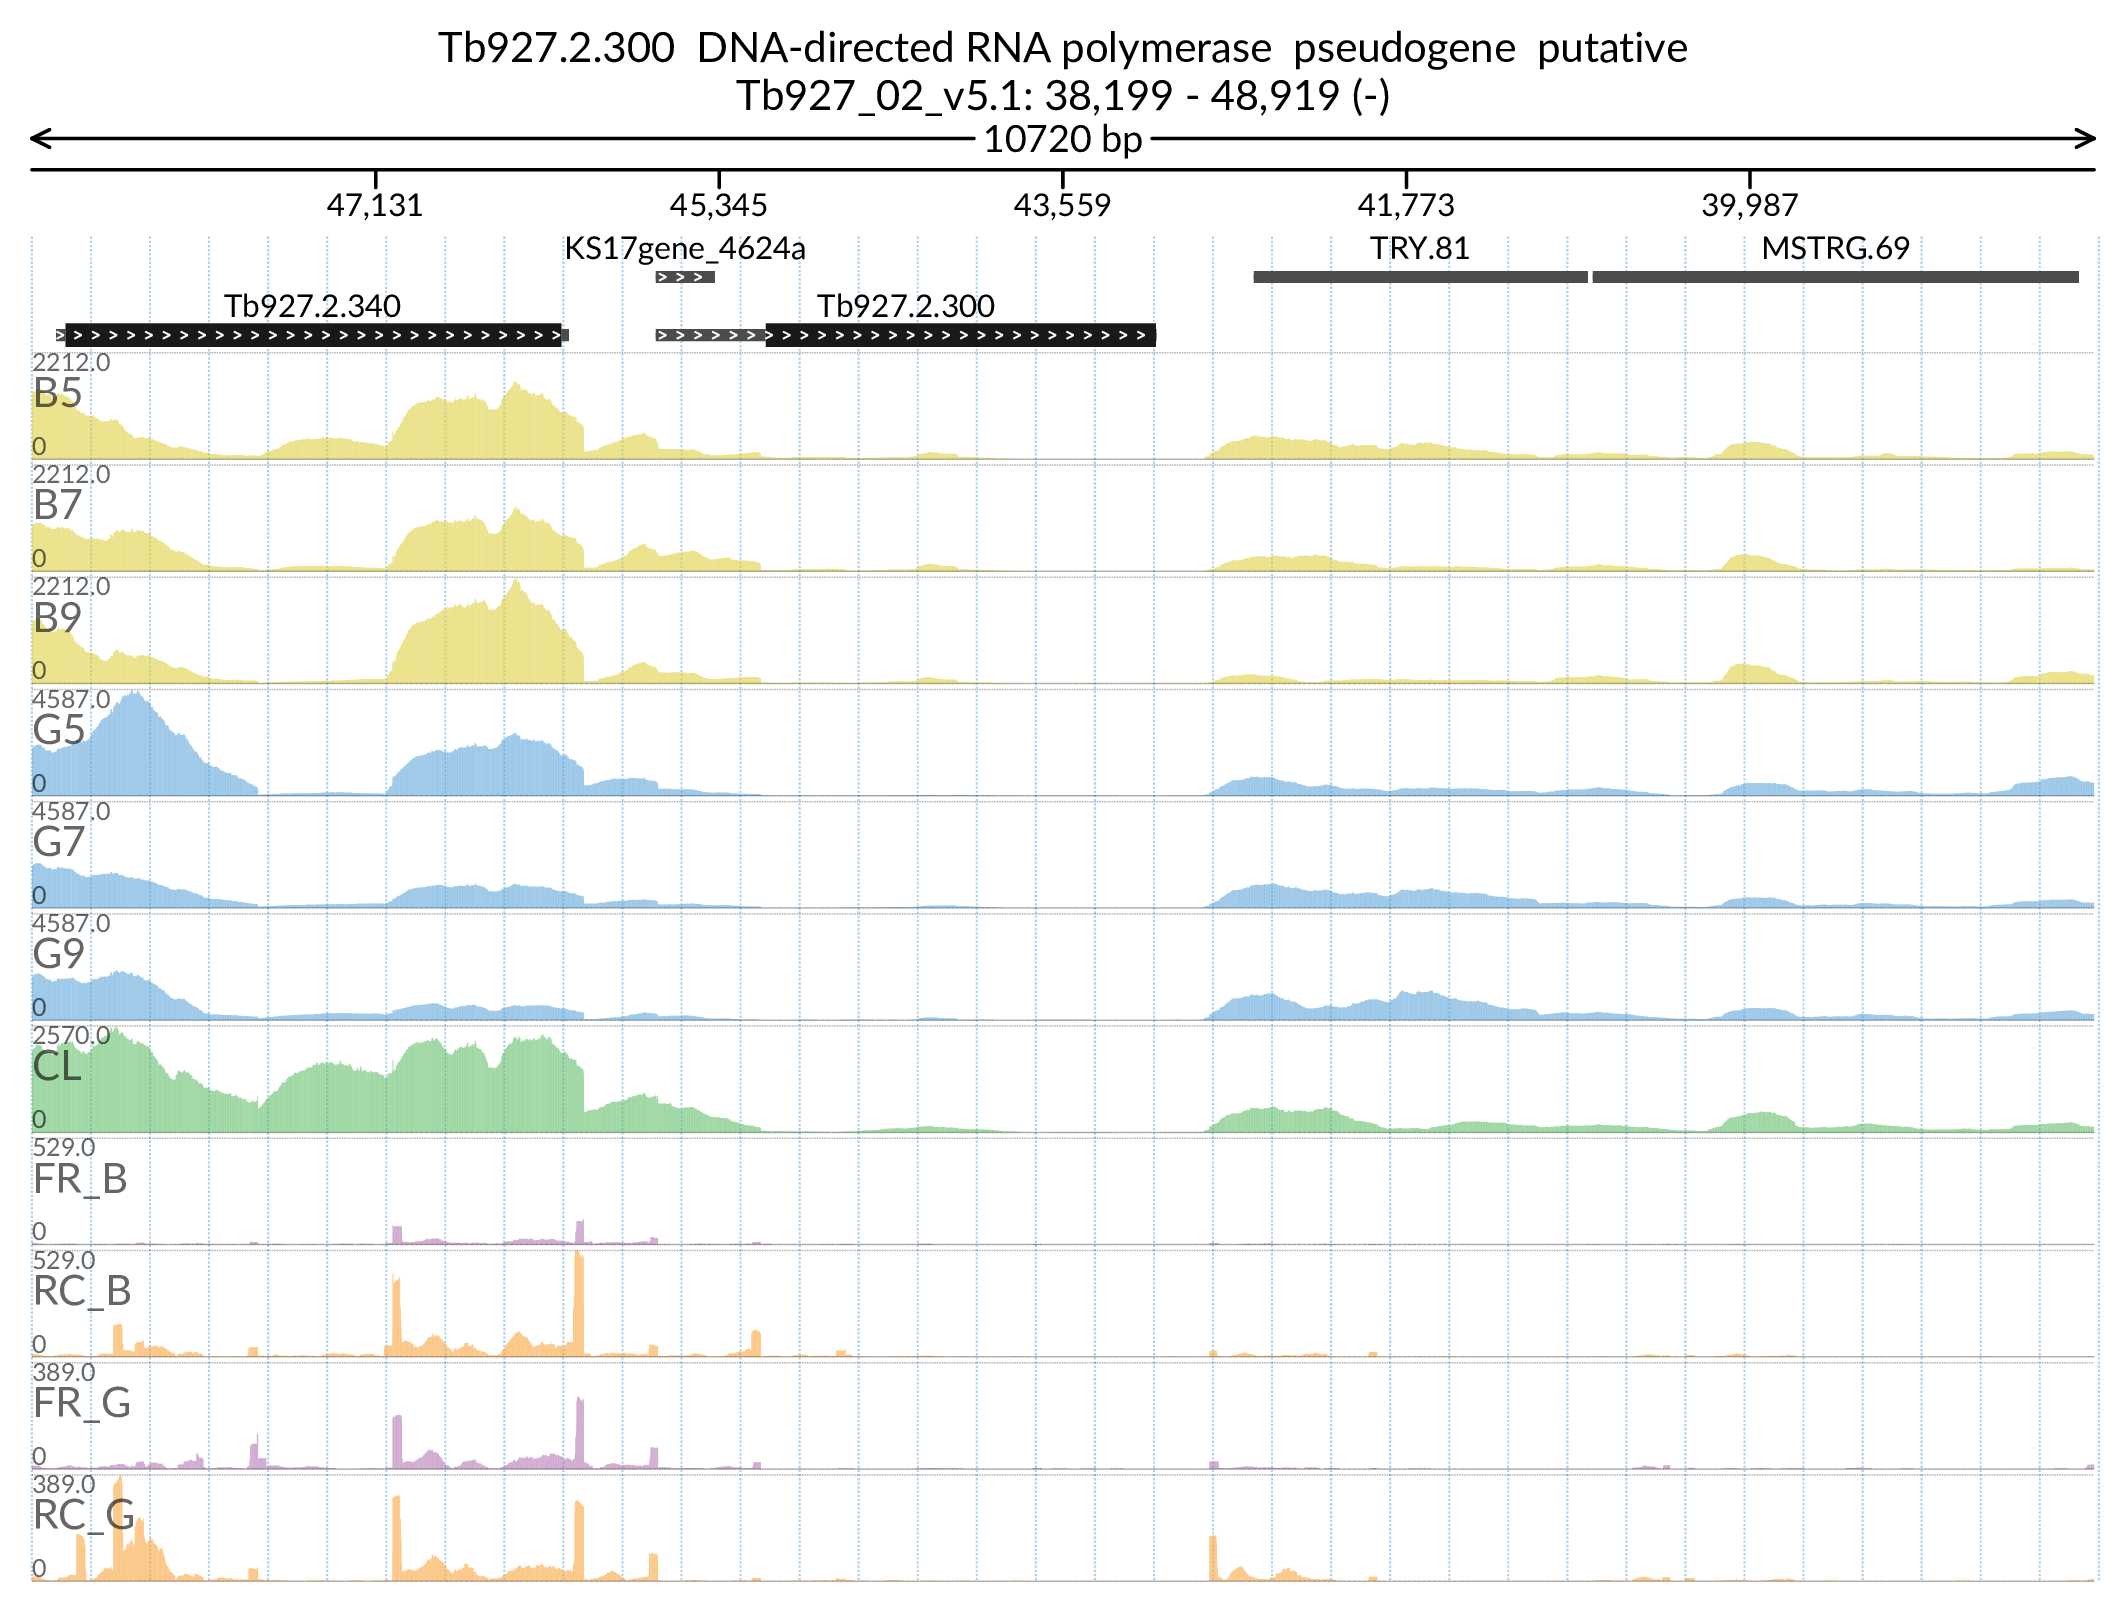 Tb927.2.300 DNA-directed RNA polymerase pseudogene putative
Tb927_02_v5.1: 38,199 - 48,919 (-)
10720 bp
47,131 45,345 43,559 41,773 39,987
KS17gene_4624a TRY.81 MSTRG.69
Tb927.2.340 Tb927.2.300
2212.0
B5
0
2212.0
B7
0
2212.0
B9
0
4587.0
G5
0
4587.0
G7
0
4587.0
G9
0
2570.0
CL
0
529.0
FR_B
0
529.0
RC_B
0
389.0
FR_G
0
389.0
RC_G
0